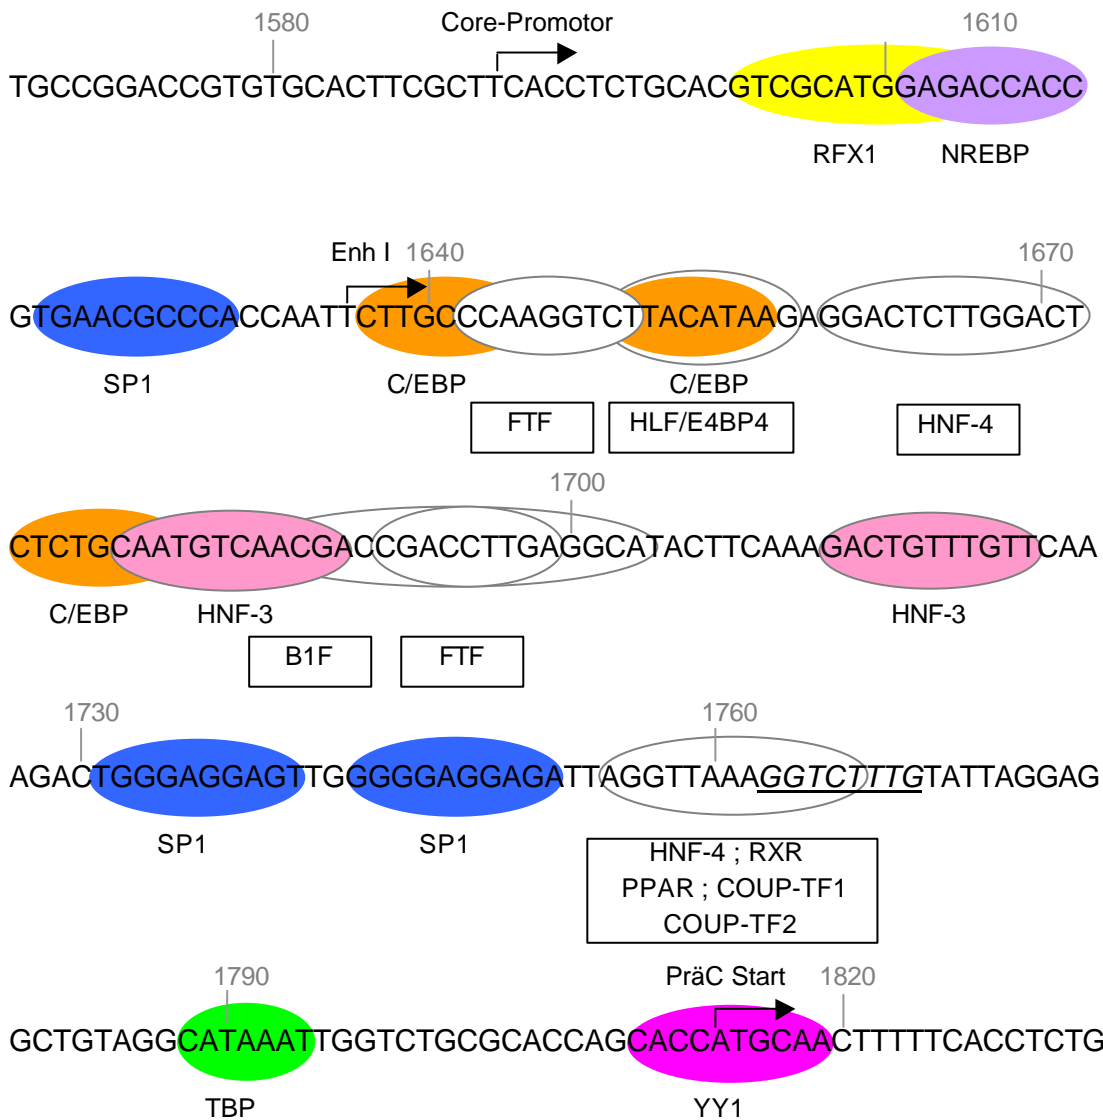 1580 Core-Promotor 1610
TGCCGGACCGTGTGCACTTCGCTTCACCTCTGCACGTCGCATGGAGACCACC
RFX1 NREBP
Enh I 1640 1670
GTGAACGCCCACCAATTCTTGCCCAAGGTCTTACATAAGAGGACTCTTGGACT
SP1 C/EBP C/EBP
FTF HLF/E4BP4 HNF-4
1700
CTCTGCAATGTCAACGACCGACCTTGAGGCATACTTCAAAGACTGTTTGTTCAA
C/EBP HNF-3 HNF-3
B1F FTF
1730 1760
AGACTGGGAGGAGTTGGGGGAGGAGATTAGGTTAAAGGTCTTTGTATTAGGAG
SP1 SP1
HNF-4 ; RXR
PPAR ; COUP-TF1
COUP-TF2
1790 PräC Start 1820
GCTGTAGGCATAAATTGGTCTGCGCACCAGCACCATGCAACTTTTTCACCTCTG
TBP YY1